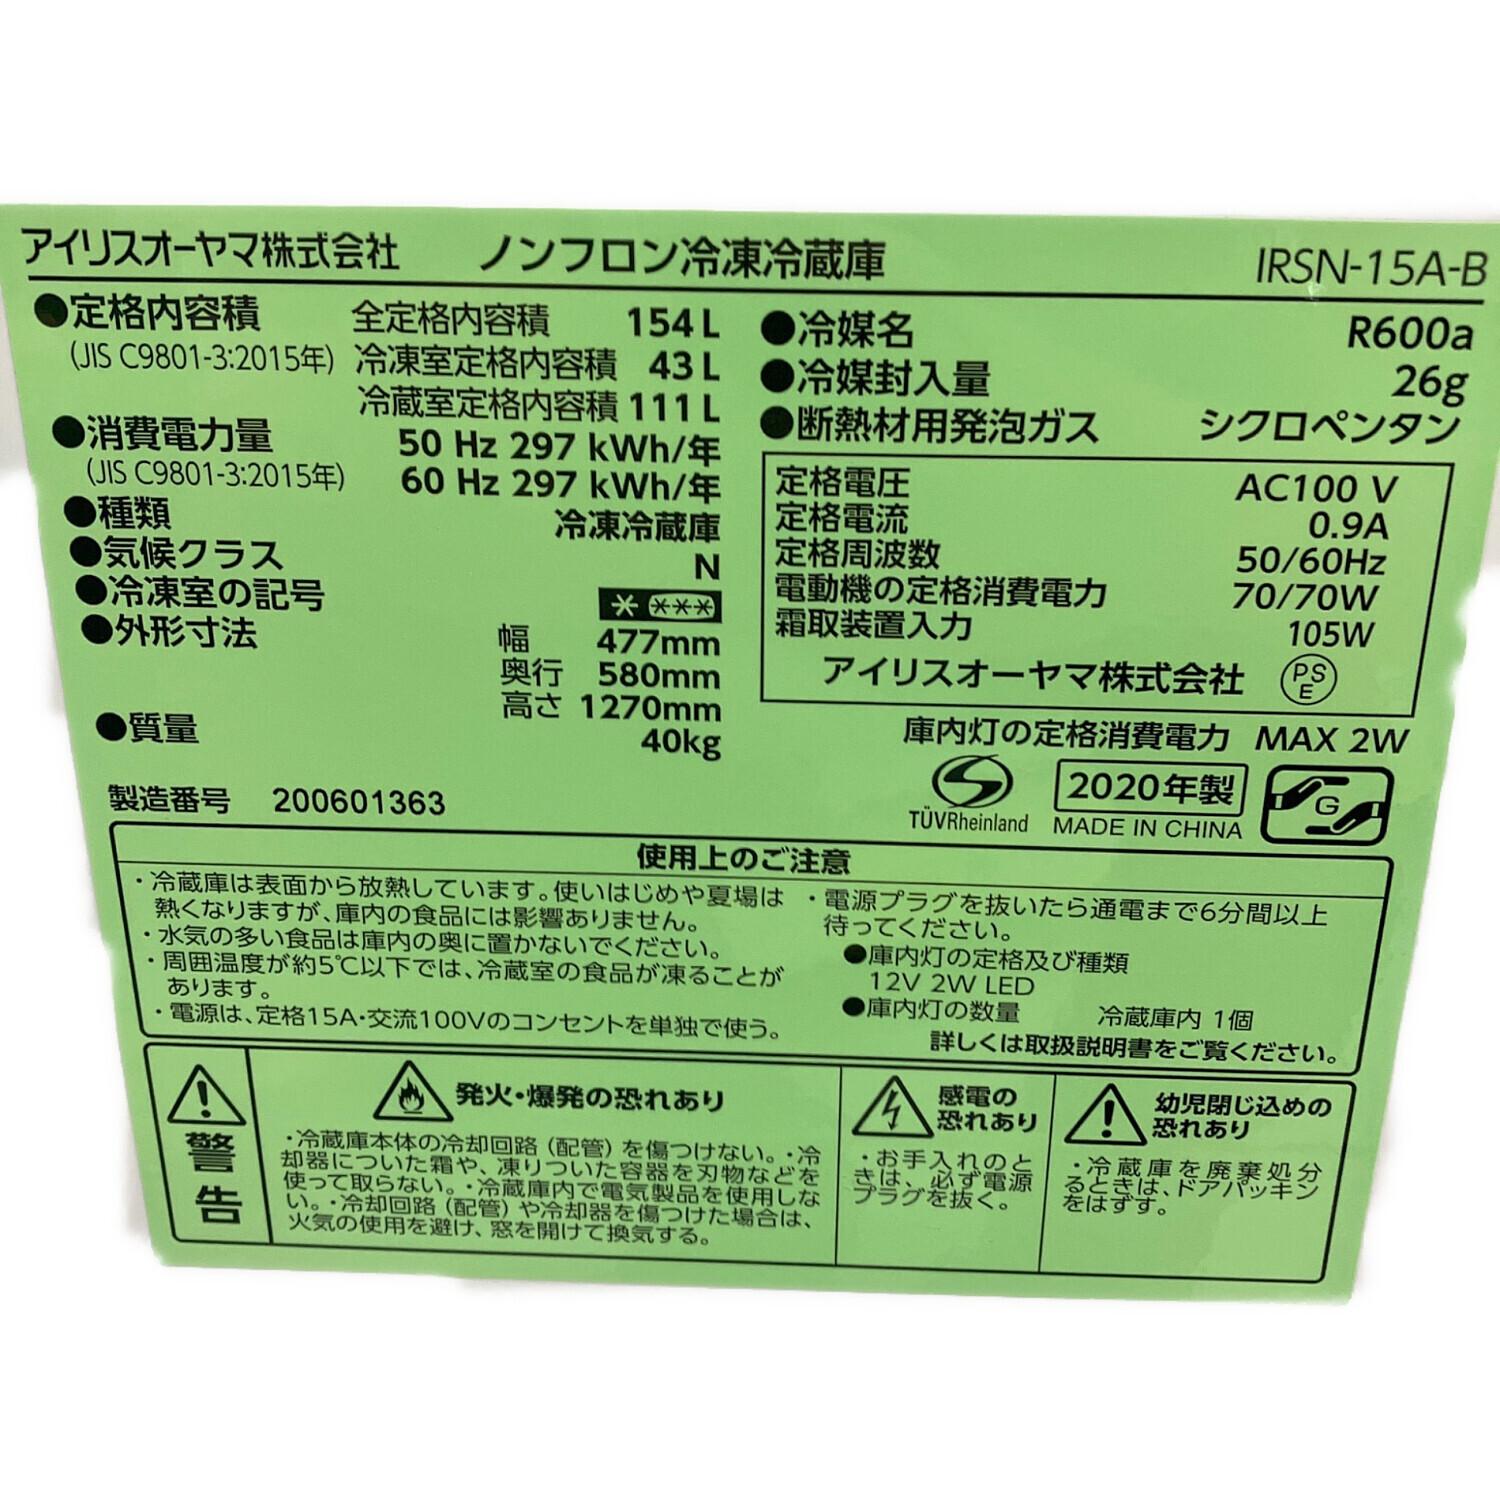 アイリスオーヤマ株式会社 ノンフロン冷凍冷蔵庫 IRSN-15A-B
●定格内容積 全定格内容積 154L
(JIS C9801-3:2015年) 冷凍室定格内容積 43L
冷蔵室定格内容積 111L
●消費電力量 50 Hz 297 kWh/年
(JIS C9801-3:2015年) 60 Hz 297 kWh/年
●種類 冷凍冷蔵庫
●気候クラス N
●冷凍室の記号 * ***
●外形寸法 幅 477mm
奥行 580mm
高さ 1270mm
●質量 40kg
製造番号 200601363
●冷媒名 R600a
●冷媒封入量 26g
●断熱材用発泡ガス シクロペンタン
定格電圧 AC100 V
定格電流 0.9A
定格周波数 50/60Hz
電動機の定格消費電力 70/70W
霜取装置入力 105W
アイリスオーヤマ株式会社 PSE
庫内灯の定格消費電力 MAX 2W
TÜVRheinland
2020年製
MADE IN CHINA
G
使用上のご注意
・冷蔵庫は表面から放熱しています。使いはじめや夏場は
熱くなりますが、庫内の食品には影響ありません。
・水気の多い食品は庫内の奥に置かないでください。
・周囲温度が約5℃以下では、冷蔵室の食品が凍ることが
あります。
・電源は、定格15A・交流100Vのコンセントを単独で使う。
・電源プラグを抜いたら通電まで6分間以上
待ってください。
●庫内灯の定格及び種類
12V 2W LED
●庫内灯の数量 冷蔵庫内 1個
詳しくは取扱説明書をご覧ください。
警告
発火・爆発の恐れあり
・冷蔵庫本体の冷却回路（配管）を傷つけない。・冷
却器についた霜や、凍りついた容器を刃物などを
使って取らない。・冷蔵庫内で電気製品を使用しな
い。・冷却回路（配管）や冷却器を傷つけた場合は、
火気の使用を避け、窓を開けて換気する。
感電の
恐れあり
・お手入れのと
きは、必ず電源
プラグを抜く。
幼児閉じ込めの
恐れあり
・冷蔵庫を廃棄処分
るときは、ドアパッキン
をはずす。